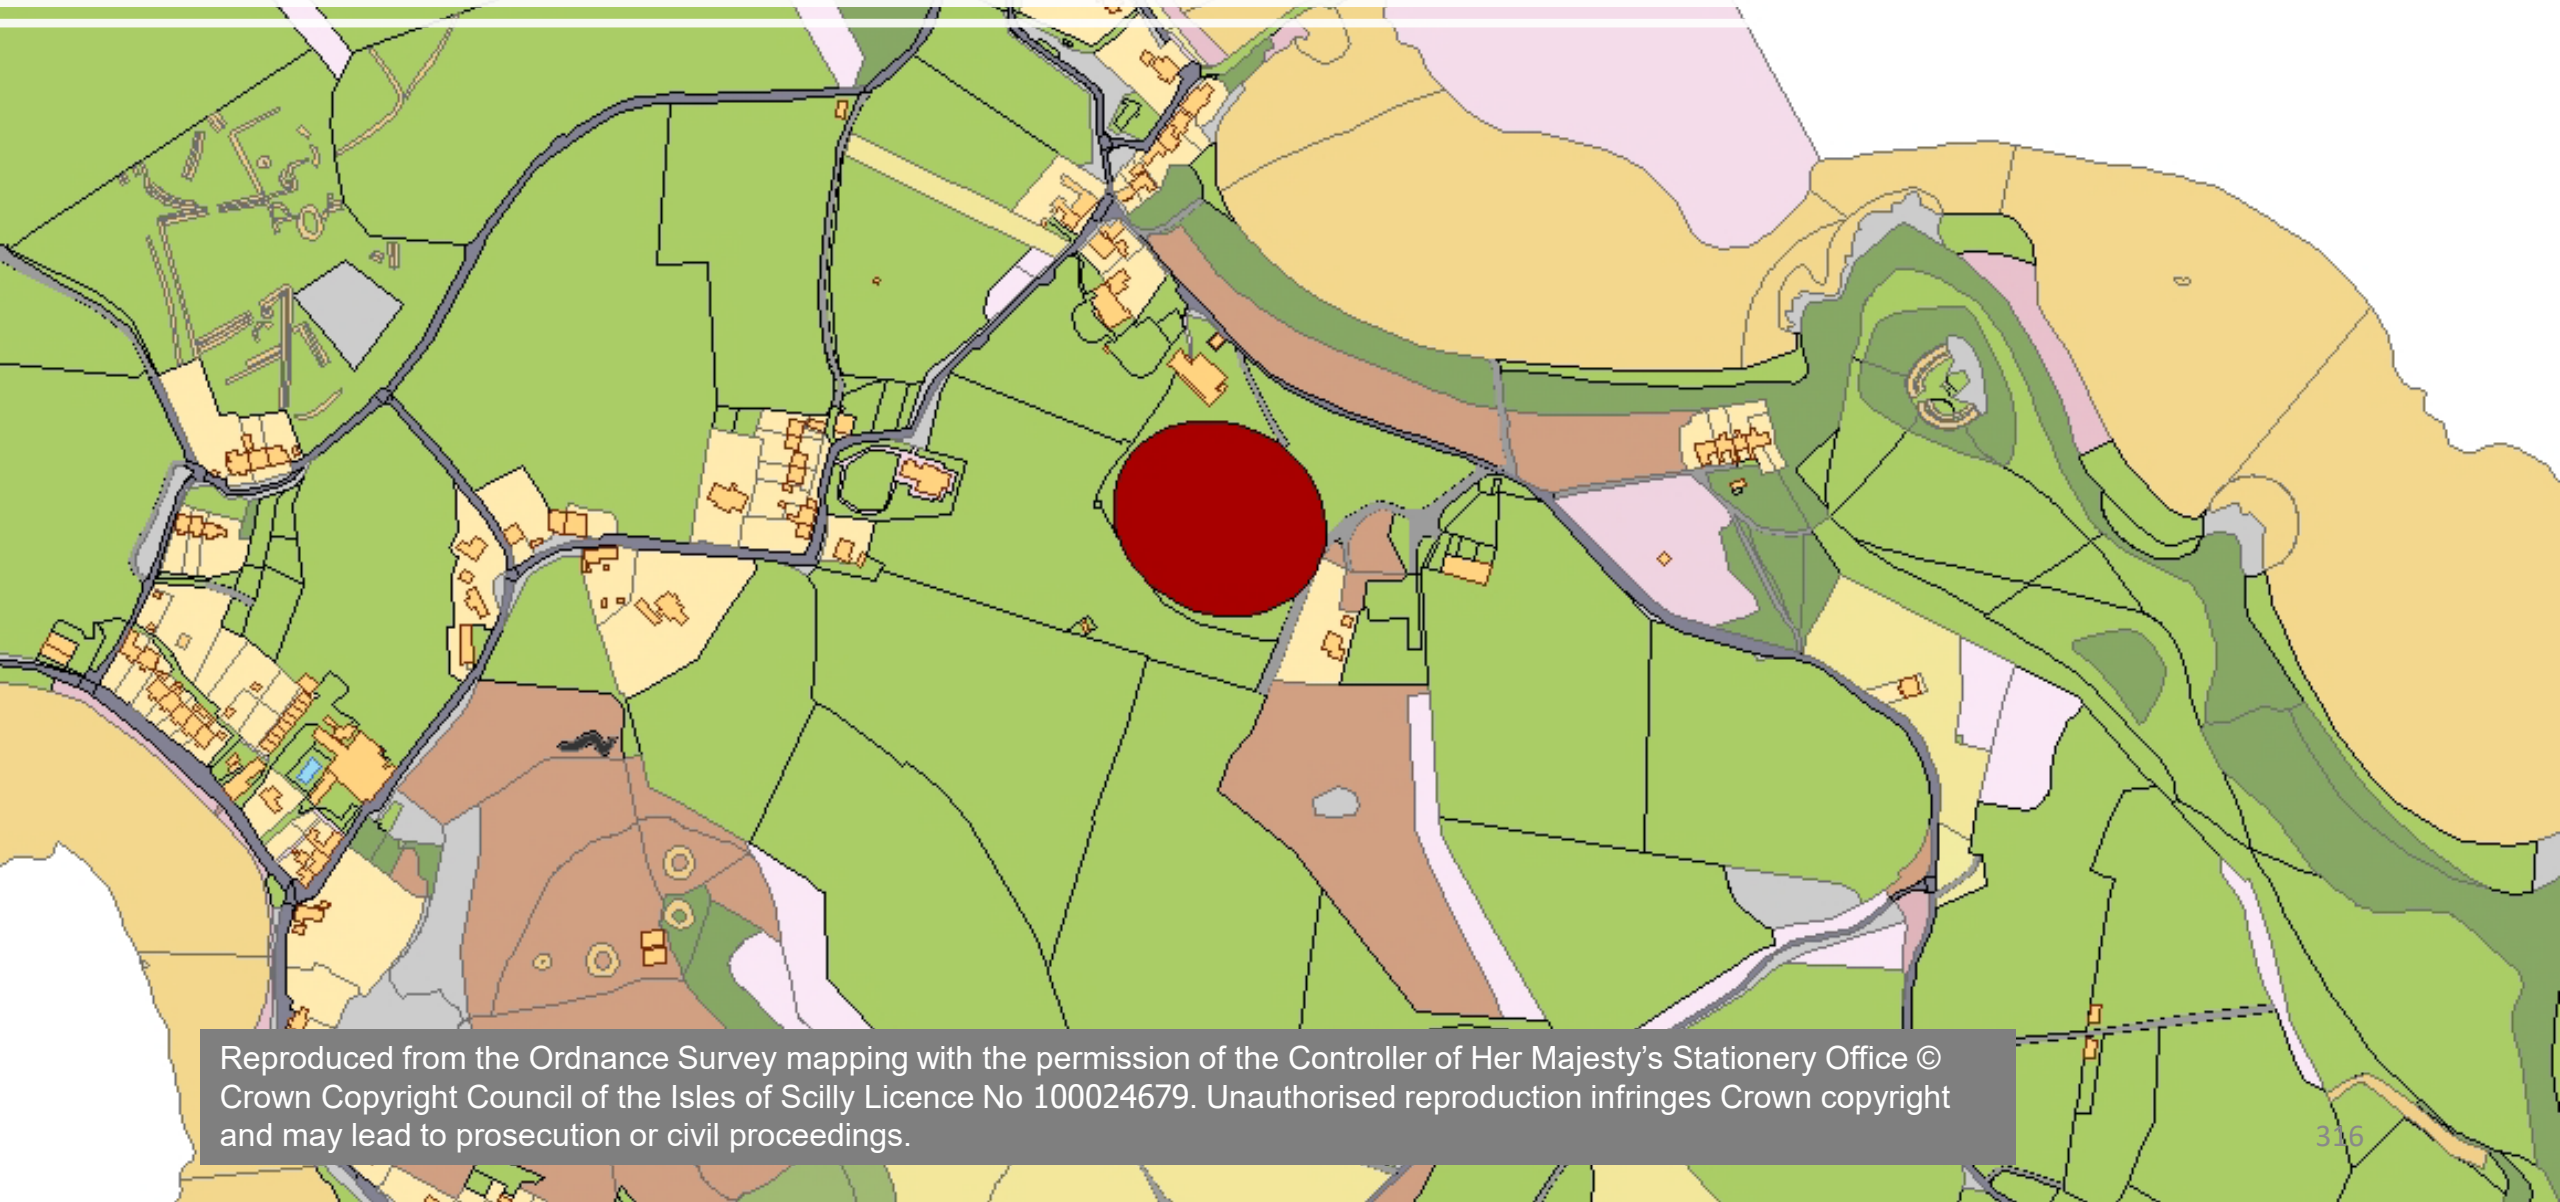 Reproduced from the Ordnance Survey mapping with the permission of the Controller of Her Majesty’s Stationery Office ©
Crown Copyright Council of the Isles of Scilly Licence No 100024679. Unauthorised reproduction infringes Crown copyright
and may lead to prosecution or civil proceedings.
316